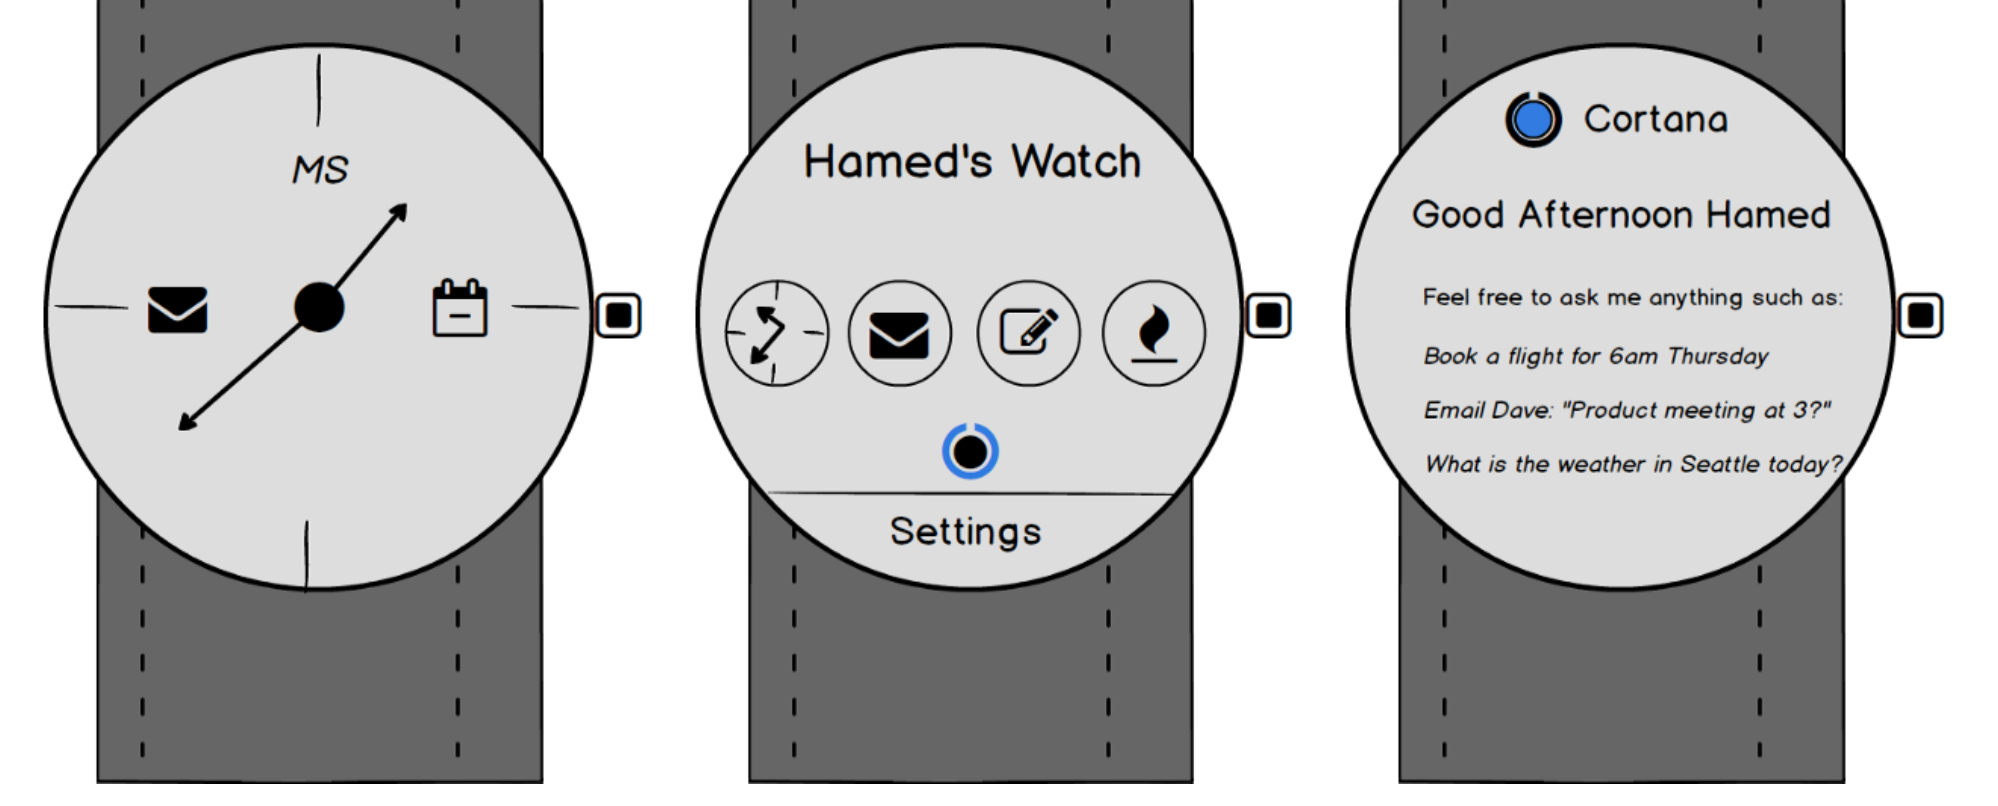 MS
Hamed's Watch
Settings
Cortana
Good Afternoon Hamed
Feel free to ask me anything such as:
Book a flight for 6am Thursday
Email Dave: "Product meeting at 3?"
What is the weather in Seattle today?